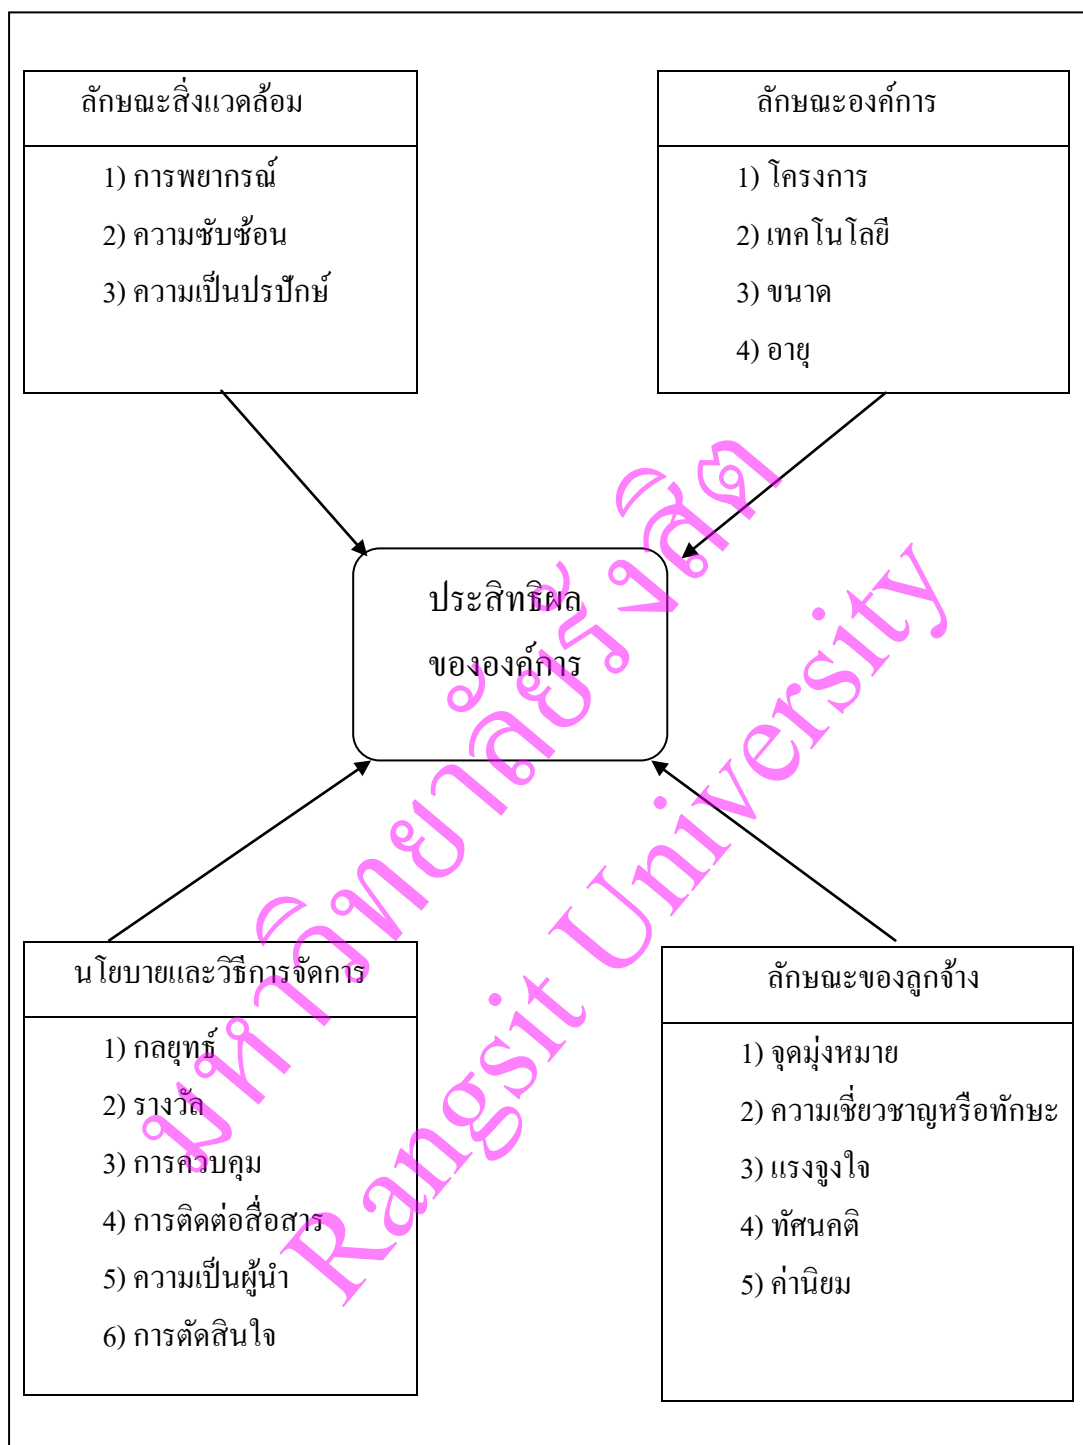 ลักษณะสิ่งแวดล้อม
1) การพยากรณ์
2) ความซับซ้อน
3) ความเป็นปรปักษ์
ลักษณะองค์การ
1) โครงการ
2) เทคโนโลยี
3) ขนาด
4) อายุ
ประสิทธิผล
ขององค์การ
นโยบายและวิธีการจัดการ
1) กลยุทธ์
2) รางวัล
3) การควบคุม
4) การติดต่อสื่อสาร
5) ความเป็นผู้นำ
6) การตัดสินใจ
ลักษณะของลูกจ้าง
1) จุดมุ่งหมาย
2) ความเชี่ยวชาญหรือทักษะ
3) แรงจูงใจ
4) ทัศนคติ
5) ค่านิยม
มหาวิทยาลัยรังสิต
Rangsit University